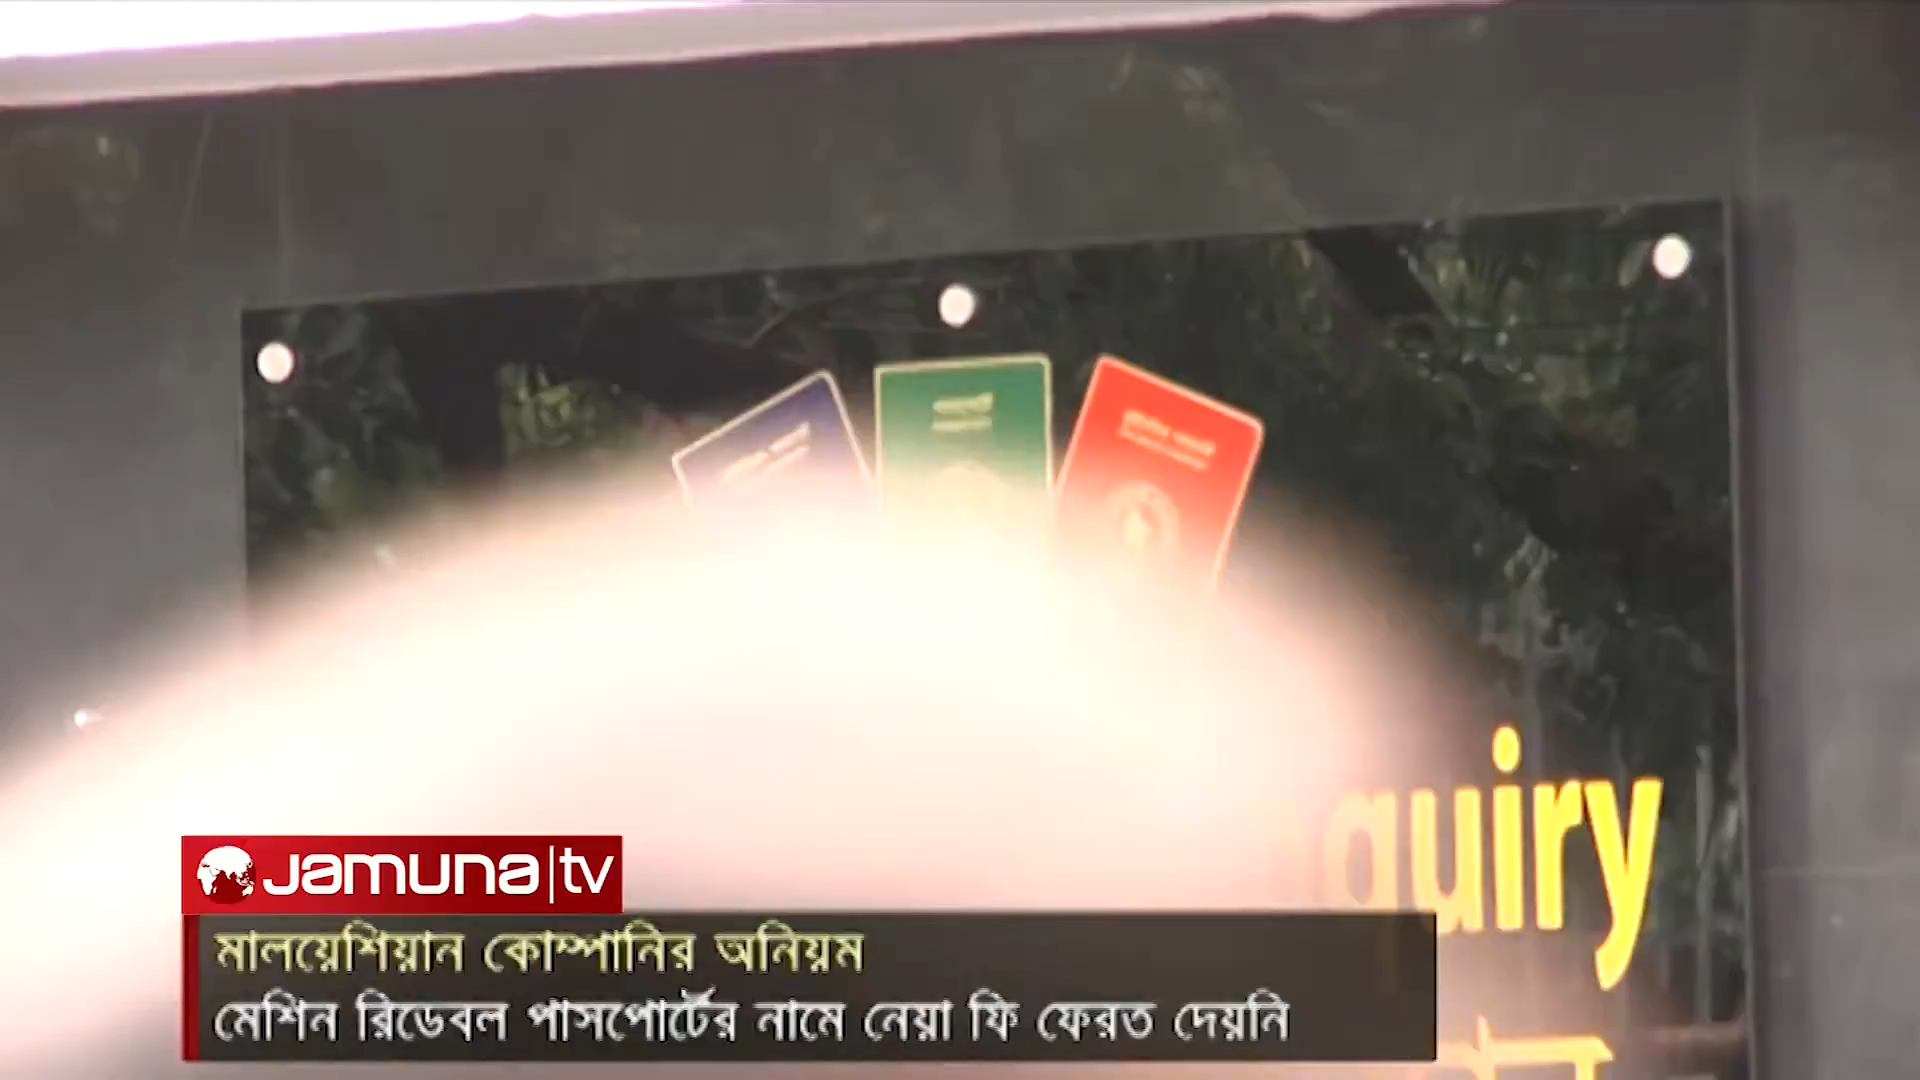 quiry
JAMUNA|tv
মালয়েশিয়ান কোম্পানির অনিয়ম
মেশিন রিডেবল পাসপোর্টের নামে নেয়া ফি ফেরত দেয়নি